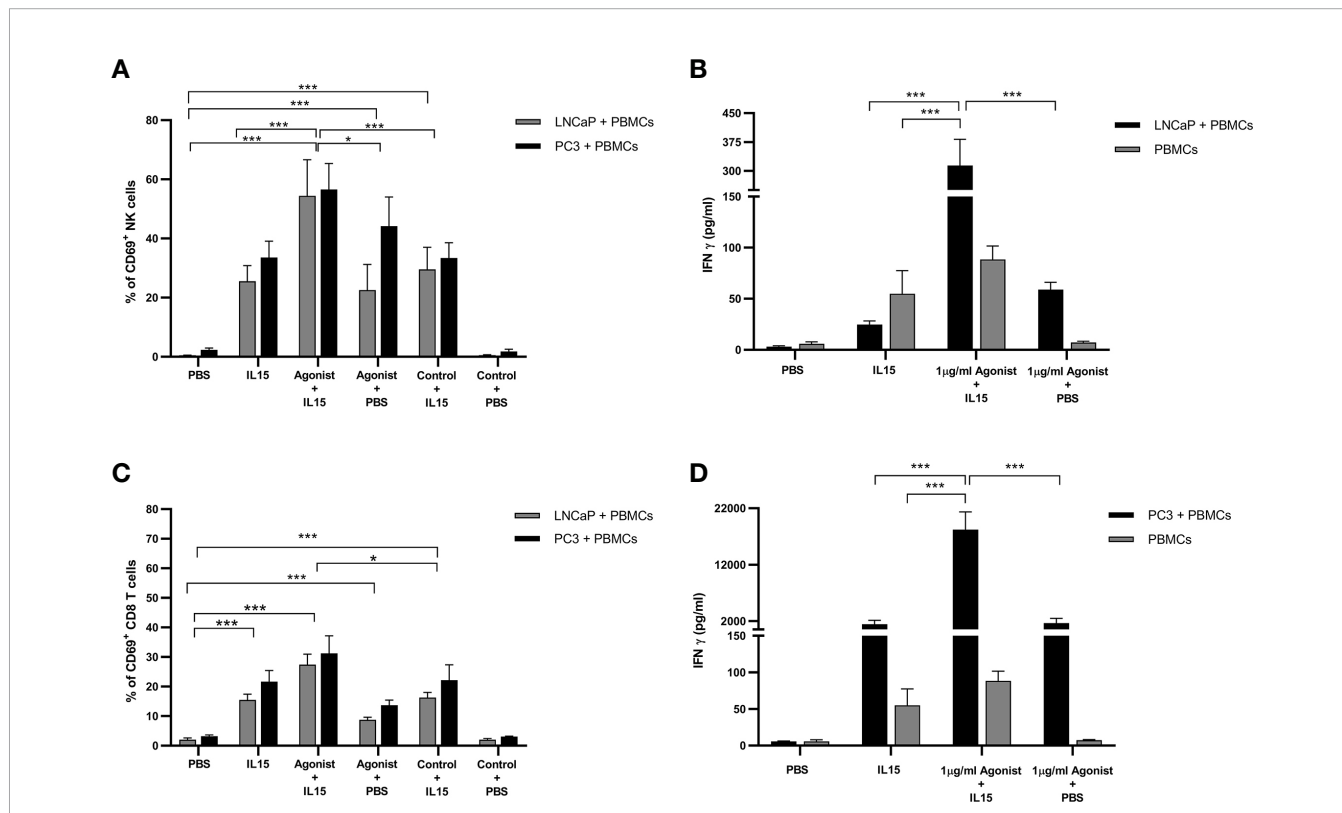 A
***
***
***
***
***
*
80
60
40
20
0
% of CD69+ NK cells
LNCaP + PBMCs
PC3 + PBMCs
PBS
IL15
Agonist
+
IL15
Agonist
+
PBS
Control
+
IL15
Control
+
PBS
B
***
***
***
450
375
300
150
100
50
0
IFN γ (pg/ml)
LNCaP + PBMCs
PBMCs
PBS
IL15
1μg/ml Agonist
+
IL15
1μg/ml Agonist
+
PBS
C
***
*
***
***
***
80
70
60
50
40
30
20
10
0
% of CD69+ CD8 T cells
LNCaP + PBMCs
PC3 + PBMCs
PBS
IL15
Agonist
+
IL15
Agonist
+
PBS
Control
+
IL15
Control
+
PBS
D
***
***
***
22000
12000
2000
150
100
50
0
IFN γ (pg/ml)
PC3 + PBMCs
PBMCs
PBS
IL15
1μg/ml Agonist
+
IL15
1μg/ml Agonist
+
PBS